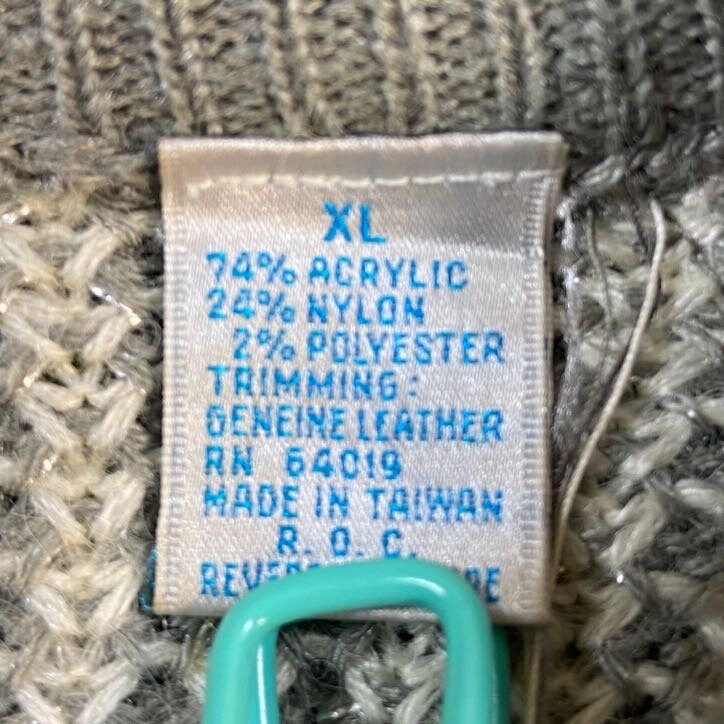 XL
74% ACRYLIC
24% NYLON
2% POLYESTER
TRIMMING:
GENEINE LEATHER
RN 64019
MADE IN TAIWAN
R. O. C.